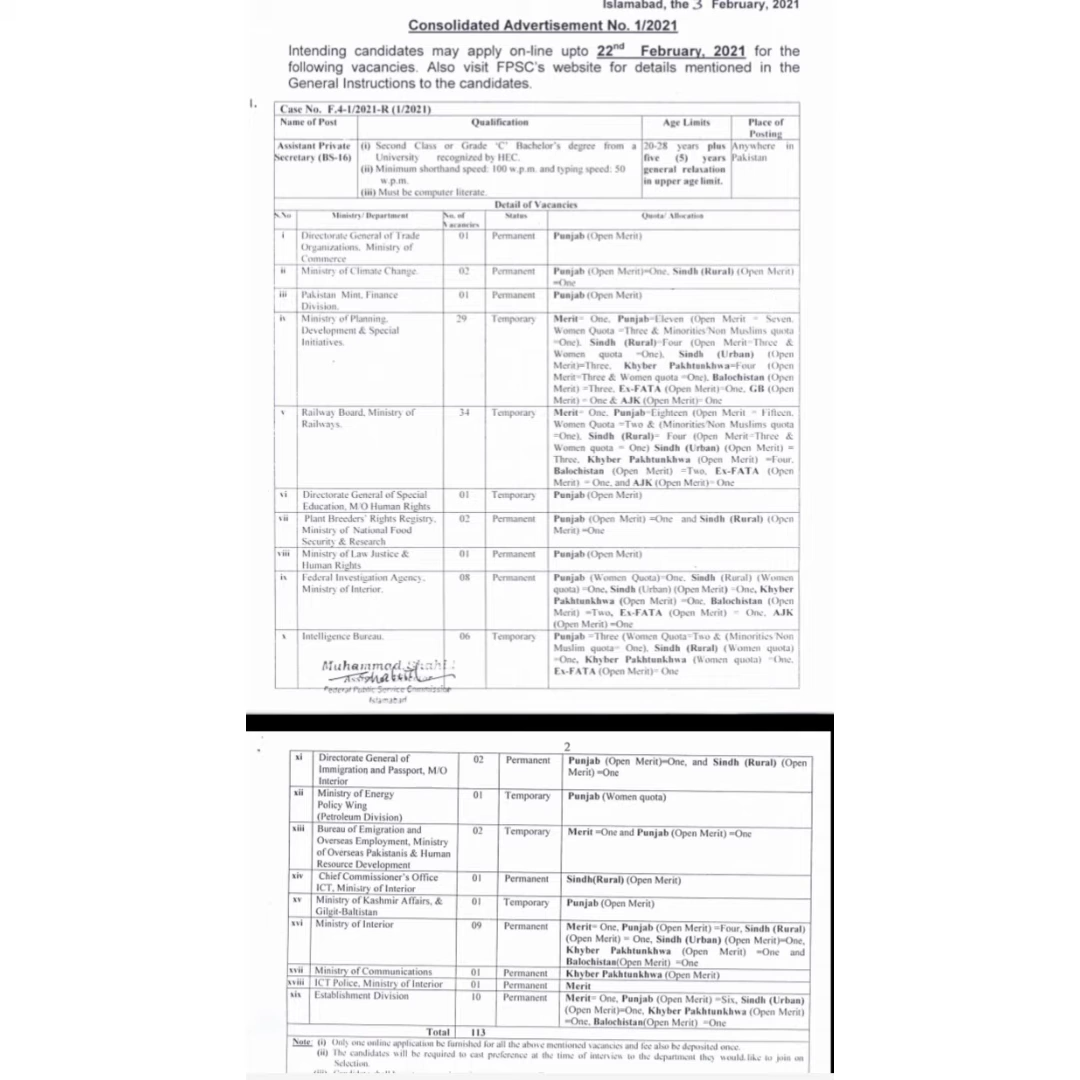 Islamabad, the 3 February, 2021
Consolidated Advertisement No. 1/2021
Intending candidates may apply on-line upto 22nd February, 2021 for the
following vacancies. Also visit FPSC's website for details mentioned in the
General Instructions to the candidates.
1.
Case No. F.4-1/2021-R (1/2021)
Name of Post Qualification Age Limits Place of
Posting
Assistant Private (i) Second Class or Grade 'C' Bachelor's degree from a 20-28 years plus Anywhere in
Secretary (BS-16) University recognized by HEC. five (5) years Pakistan
(ii) Minimum shorthand speed: 100 w.p.m. and typing speed: 50 general relaxation
w.p.m. in upper age limit.
(iii) Must be computer literate.
Detail of Vacancies
S.No Ministry/Department No. of Status Quota/Allocation
Vacancies
i Directorate General of Trade 01 Permanent Punjab (Open Merit)
Organizations, Ministry of
Commerce
ii Ministry of Climate Change. 02 Permanent Punjab (Open Merit)=One, Sindh (Rural) (Open Merit)
=One
iii Pakistan Mint, Finance 01 Permanent Punjab (Open Merit)
Division.
iv Ministry of Planning, 29 Temporary Merit= One, Punjab=Eleven (Open Merit = Seven,
Development & Special Women Quota =Three & Minorities/Non Muslims quota
Initiatives. =One), Sindh (Rural)=Four (Open Merit=Three &
Women quota =One), Sindh (Urban) (Open
Merit)=Three, Khyber Pakhtunkhwa=Four (Open
Merit=Three & Women quota =One), Balochistan (Open
Merit) =Three, Ex-FATA (Open Merit)=One, GB (Open
Merit) = One & AJK (Open Merit)= One
v Railway Board, Ministry of 34 Temporary Merit= One, Punjab=Eighteen (Open Merit = Fifteen,
Railways. Women Quota =Two & (Minorities/Non Muslims quota
=One), Sindh (Rural)= Four (Open Merit=Three &
Women quota = One) Sindh (Urban) (Open Merit) =
Three, Khyber Pakhtunkhwa (Open Merit) =Four,
Balochistan (Open Merit) =Two, Ex-FATA (Open
Merit) = One, and AJK (Open Merit)= One
vi Directorate General of Special 01 Temporary Punjab (Open Merit)
Education, M/O Human Rights
vii Plant Breeders' Rights Registry, 02 Permanent Punjab (Open Merit) =One and Sindh (Rural) (Open
Ministry of National Food Merit)=One
Security & Research
viii Ministry of Law Justice & 01 Permanent Punjab (Open Merit)
Human Rights
ix Federal Investigation Agency, 08 Permanent Punjab (Women Quota)=One, Sindh (Rural) (Women
Ministry of Interior. quota) =One, Sindh (Urban) (Open Merit) =One, Khyber
Pakhtunkhwa (Open Merit) =One, Balochistan (Open
Merit) =Two, Ex-FATA (Open Merit) = One, AJK
(Open Merit) =One
x Intelligence Bureau. 06 Temporary Punjab =Three (Women Quota=Two & (Minorities/Non
Muslim quota= One), Sindh (Rural) (Women quota)
=One, Khyber Pakhtunkhwa (Women quota) =One,
Ex-FATA (Open Merit)= One
Muhammad
Federal Public Service Commission
Islamabad
2
xi Directorate General of 02 Permanent Punjab (Open Merit)=One, and Sindh (Rural) (Open
Immigration and Passport, M/O Merit) =One
Interior
xii Ministry of Energy 01 Temporary Punjab (Women quota)
Policy Wing
(Petroleum Division)
xiii Bureau of Emigration and 02 Temporary Merit =One and Punjab (Open Merit) =One
Overseas Employment, Ministry
of Overseas Pakistanis & Human
Resource Development
xiv Chief Commissioner's Office 01 Permanent Sindh(Rural) (Open Merit)
ICT, Ministry of Interior
xv Ministry of Kashmir Affairs, & 01 Temporary Punjab (Open Merit)
Gilgit-Baltistan
xvi Ministry of Interior 09 Permanent Merit= One, Punjab (Open Merit) =Four, Sindh (Rural)
(Open Merit) = One, Sindh (Urban) (Open Merit)=One,
Khyber Pakhtunkhwa (Open Merit) =One and
Balochistan(Open Merit) =One
xvii Ministry of Communications 01 Permanent Khyber Pakhtunkhwa (Open Merit)
xviii ICT Police, Ministry of Interior 01 Permanent Merit
xix Establishment Division 10 Permanent Merit= One, Punjab (Open Merit) =Six, Sindh (Urban)
(Open Merit)=One, Khyber Pakhtunkhwa (Open Merit)
=One, Balochistan(Open Merit) =One
Total 113
Note: (i) Only one online application be furnished for all the above mentioned vacancies and fee also be deposited once.
(ii) The candidates will be required to cast preference at the time of interview to the department they would like to join on
Selection.